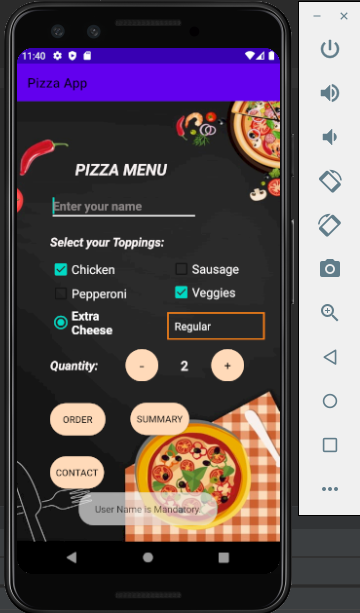 11:40
Pizza App
PIZZA MENU
Enter your name
Select your Toppings:
Chicken
Sausage
Pepperoni
Veggies
Extra
Cheese
Regular
Quantity:
-
2
+
ORDER
SUMMARY
CONTACT
User Name is Mandatory.